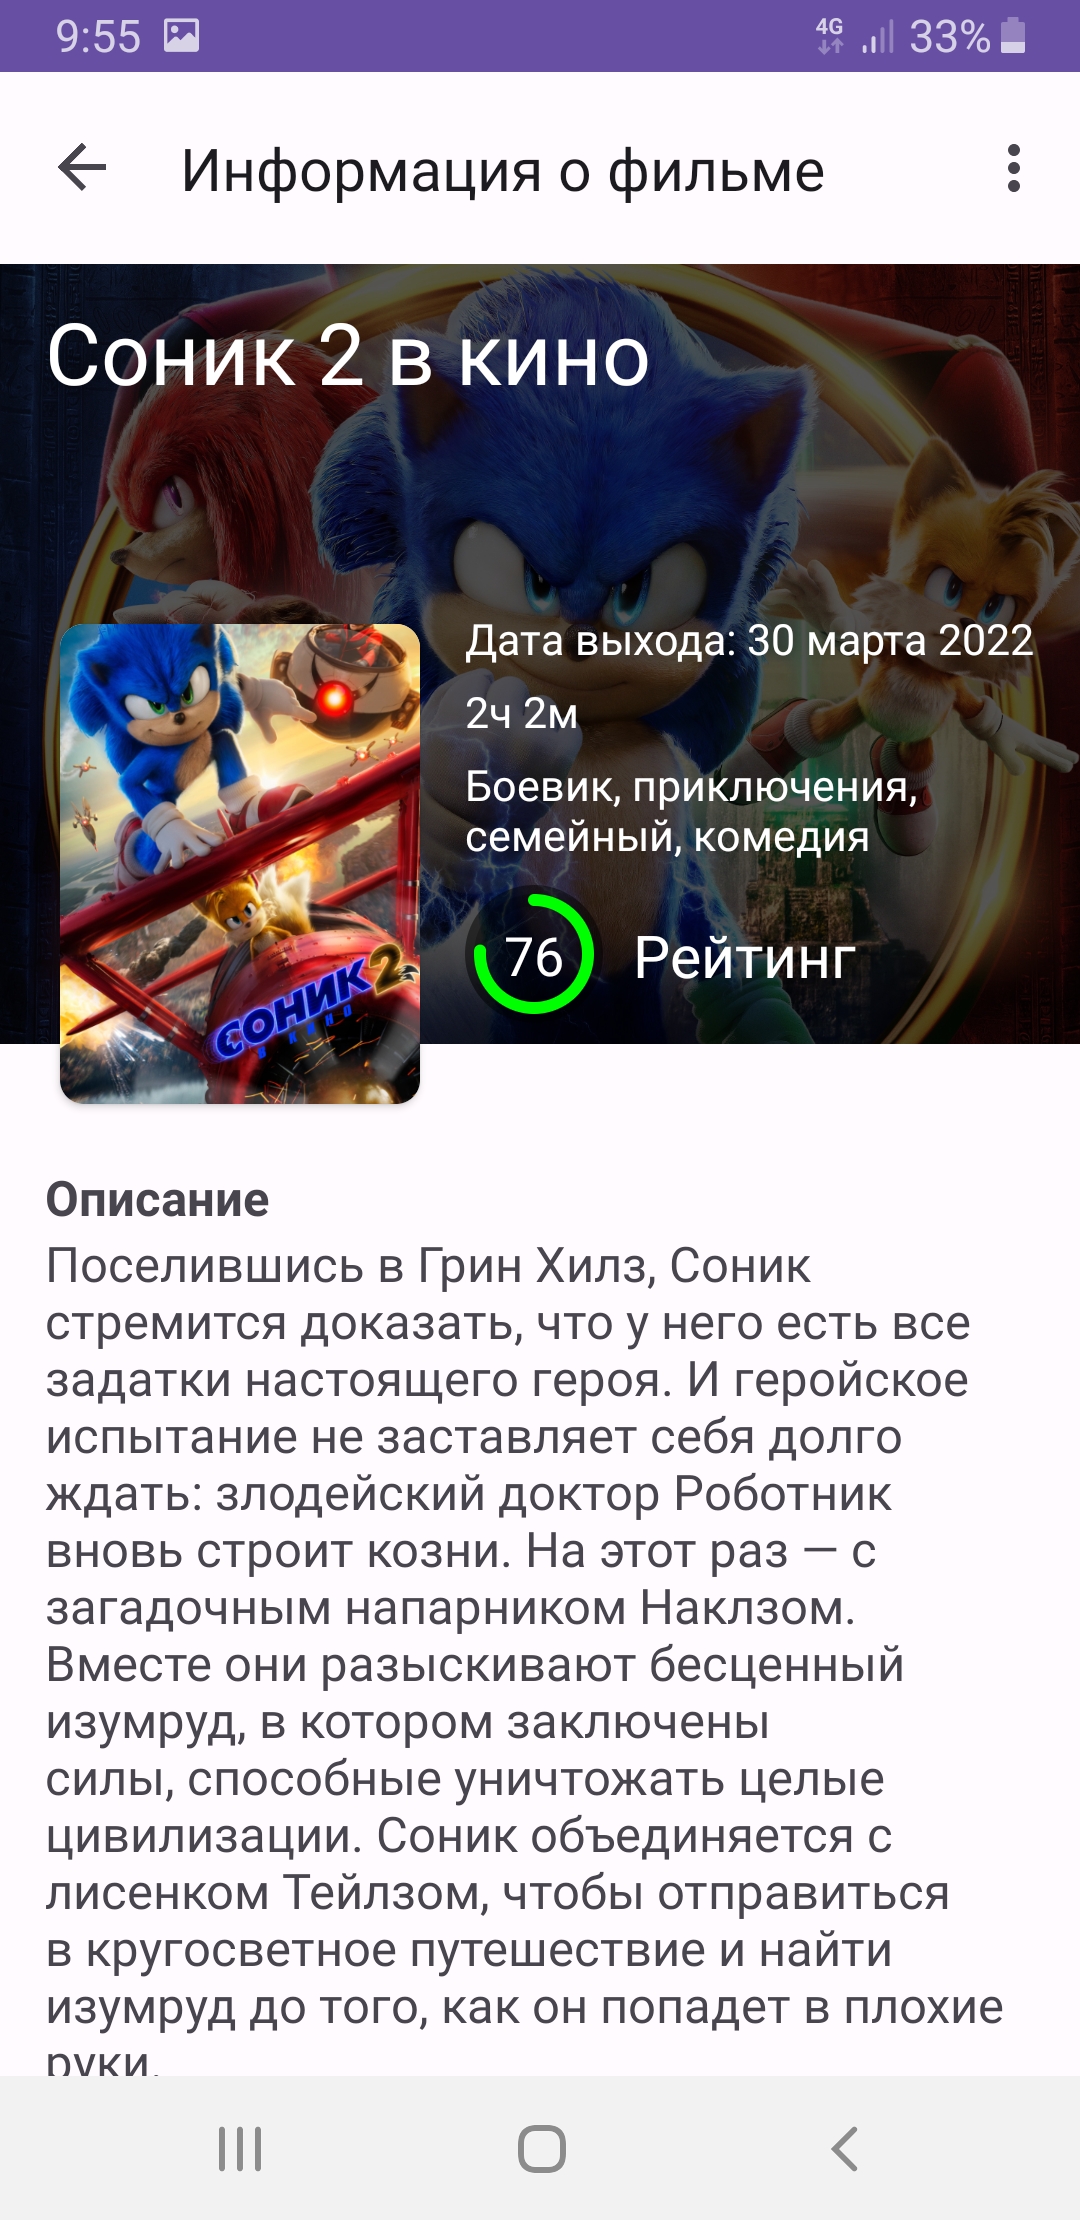 9:55
4G
33%
Информация о фильме
Соник 2 в кино
Дата выхода: 30 марта 2022
2ч 2м
Боевик, приключения,
семейный, комедия
76
Рейтинг
СОНИК 2
В КИНО
Описание
Поселившись в Грин Хилз, Соник
стремится доказать, что у него есть все
задатки настоящего героя. И геройское
испытание не заставляет себя долго
ждать: злодейский доктор Роботник
вновь строит козни. На этот раз — с
загадочным напарником Наклзом.
Вместе они разыскивают бесценный
изумруд, в котором заключены
силы, способные уничтожать целые
цивилизации. Соник объединяется с
лисенком Тейлзом, чтобы отправиться
в кругосветное путешествие и найти
изумруд до того, как он попадет в плохие
руки.